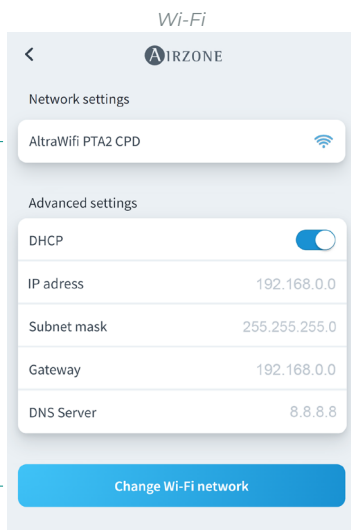 Wi-Fi
AIRZONE
Network settings
AltraWifi PTA2 CPD
Advanced settings
DHCP
IP adress 192.168.0.0
Subnet mask 255.255.255.0
Gateway 192.168.0.0
DNS Server 8.8.8.8
Change Wi-Fi network